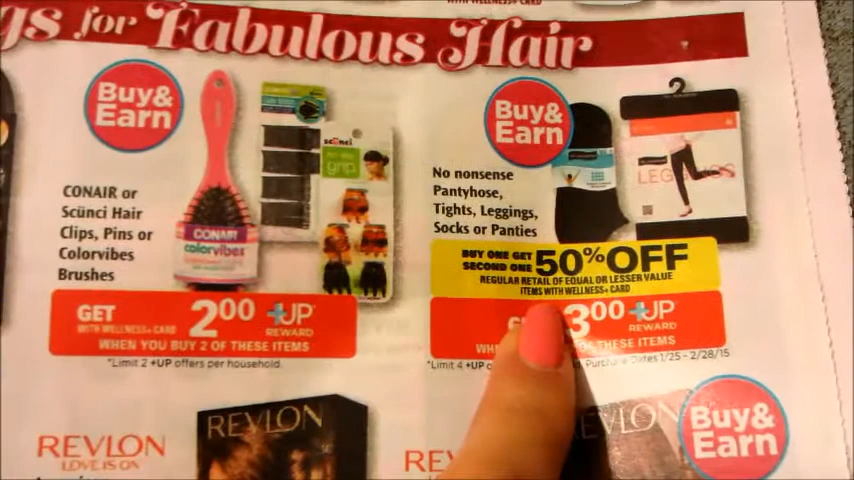 gs for Fabulous Hair
Buy&
Earn
CONAIR or
Scünci Hair
Clips, Pins or
Colorvibes
Brushes
CONAIR
colorvibes
scünci
grip
GET 2.00 +UP
WITH WELLNESS+ CARD REWARD
WHEN YOU BUY 2 OF THESE ITEMS
*Limit 2 +UP offers per household.
Buy&
Earn
No nonsense
Pantyhose,
Tights, Leggings,
Socks or Panties
LEGGINGS
BUY ONE GET
SECOND ONE 50% OFF
REGULAR RETAIL OF EQUAL OR LESSER VALUE
ITEMS WITH WELLNESS+ CARD
3.00 +UP
REWARD
THESE ITEMS
*Limit 4 +UP
Purchase Dates 1/25 – 2/28/15
REVLON
LOVE IS ON
REVLON
REVLON
Buy&
Earn